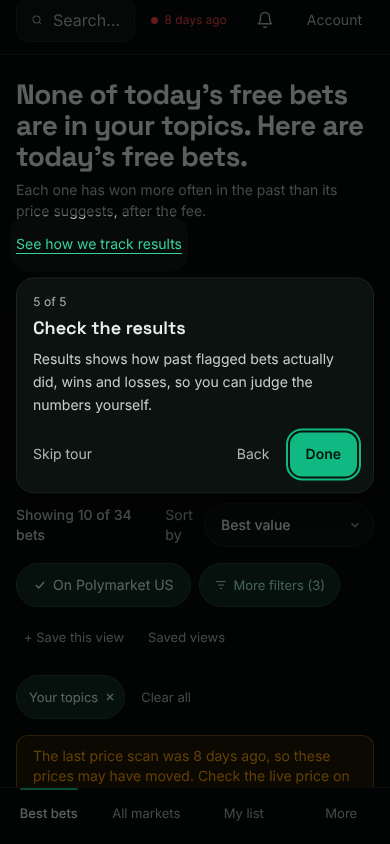 Search...
8 days ago
Account
None of today's free bets
are in your topics. Here are
today's free bets.
Each one has won more often in the past than its
price suggests, after the fee.
See how we track results
5 of 5
Check the results
Results shows how past flagged bets actually
did, wins and losses, so you can judge the
numbers yourself.
Skip tour
Back
Done
Showing 10 of 34
bets
Sort
by
Best value
On Polymarket US
More filters (3)
+ Save this view
Saved views
Your topics ×
Clear all
The last price scan was 8 days ago, so these
prices may have moved. Check the live price on
Best bets
All markets
My list
More